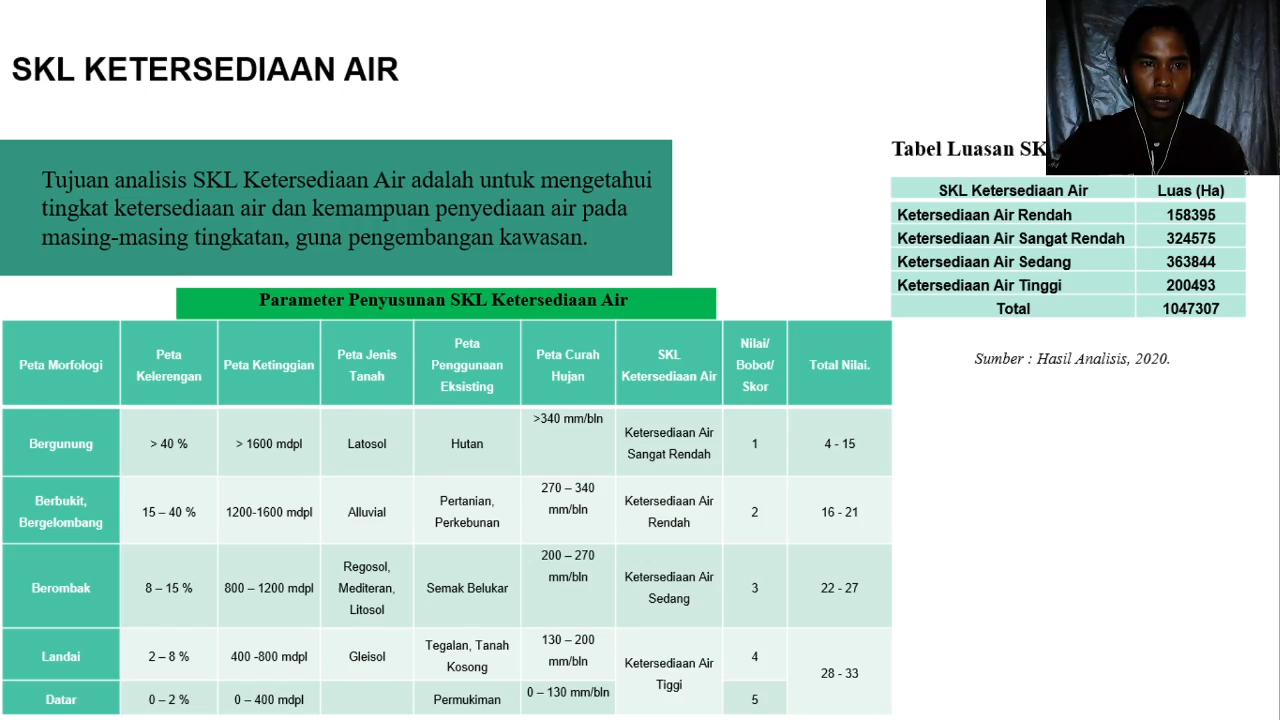 SKL KETERSEDIAAN AIR
Tujuan analisis SKL Ketersediaan Air adalah untuk mengetahui
tingkat ketersediaan air dan kemampuan penyediaan air pada
masing-masing tingkatan, guna pengembangan kawasan.
Tabel Luasan SK
SKL Ketersediaan Air Luas (Ha)
Ketersediaan Air Rendah 158395
Ketersediaan Air Sangat Rendah 324575
Ketersediaan Air Sedang 363844
Ketersediaan Air Tinggi 200493
Total 1047307
Sumber : Hasil Analisis, 2020.
Parameter Penyusunan SKL Ketersediaan Air
Peta Morfologi
Peta
Kelerengan
Peta Ketinggian
Peta Jenis
Tanah
Peta
Penggunaan
Eksisting
Peta Curah
Hujan
SKL
Ketersediaan Air
Nilai/
Bobot/
Skor
Total Nilai.
Bergunung
> 40 %
> 1600 mdpl
Latosol
Hutan
>340 mm/bln
Ketersediaan Air
Sangat Rendah
1
4 - 15
Berbukit,
Bergelombang
15 – 40 %
1200-1600 mdpl
Alluvial
Pertanian,
Perkebunan
270 – 340
mm/bln
Ketersediaan Air
Rendah
2
16 - 21
Berombak
8 – 15 %
800 – 1200 mdpl
Regosol,
Mediteran,
Litosol
Semak Belukar
200 – 270
mm/bln
Ketersediaan Air
Sedang
3
22 - 27
Landai
2 – 8 %
400 -800 mdpl
Gleisol
Tegalan, Tanah
Kosong
130 – 200
mm/bln
Ketersediaan Air
Tiggi
4
28 - 33
Datar
0 – 2 %
0 – 400 mdpl
Permukiman
0 – 130 mm/bln
5